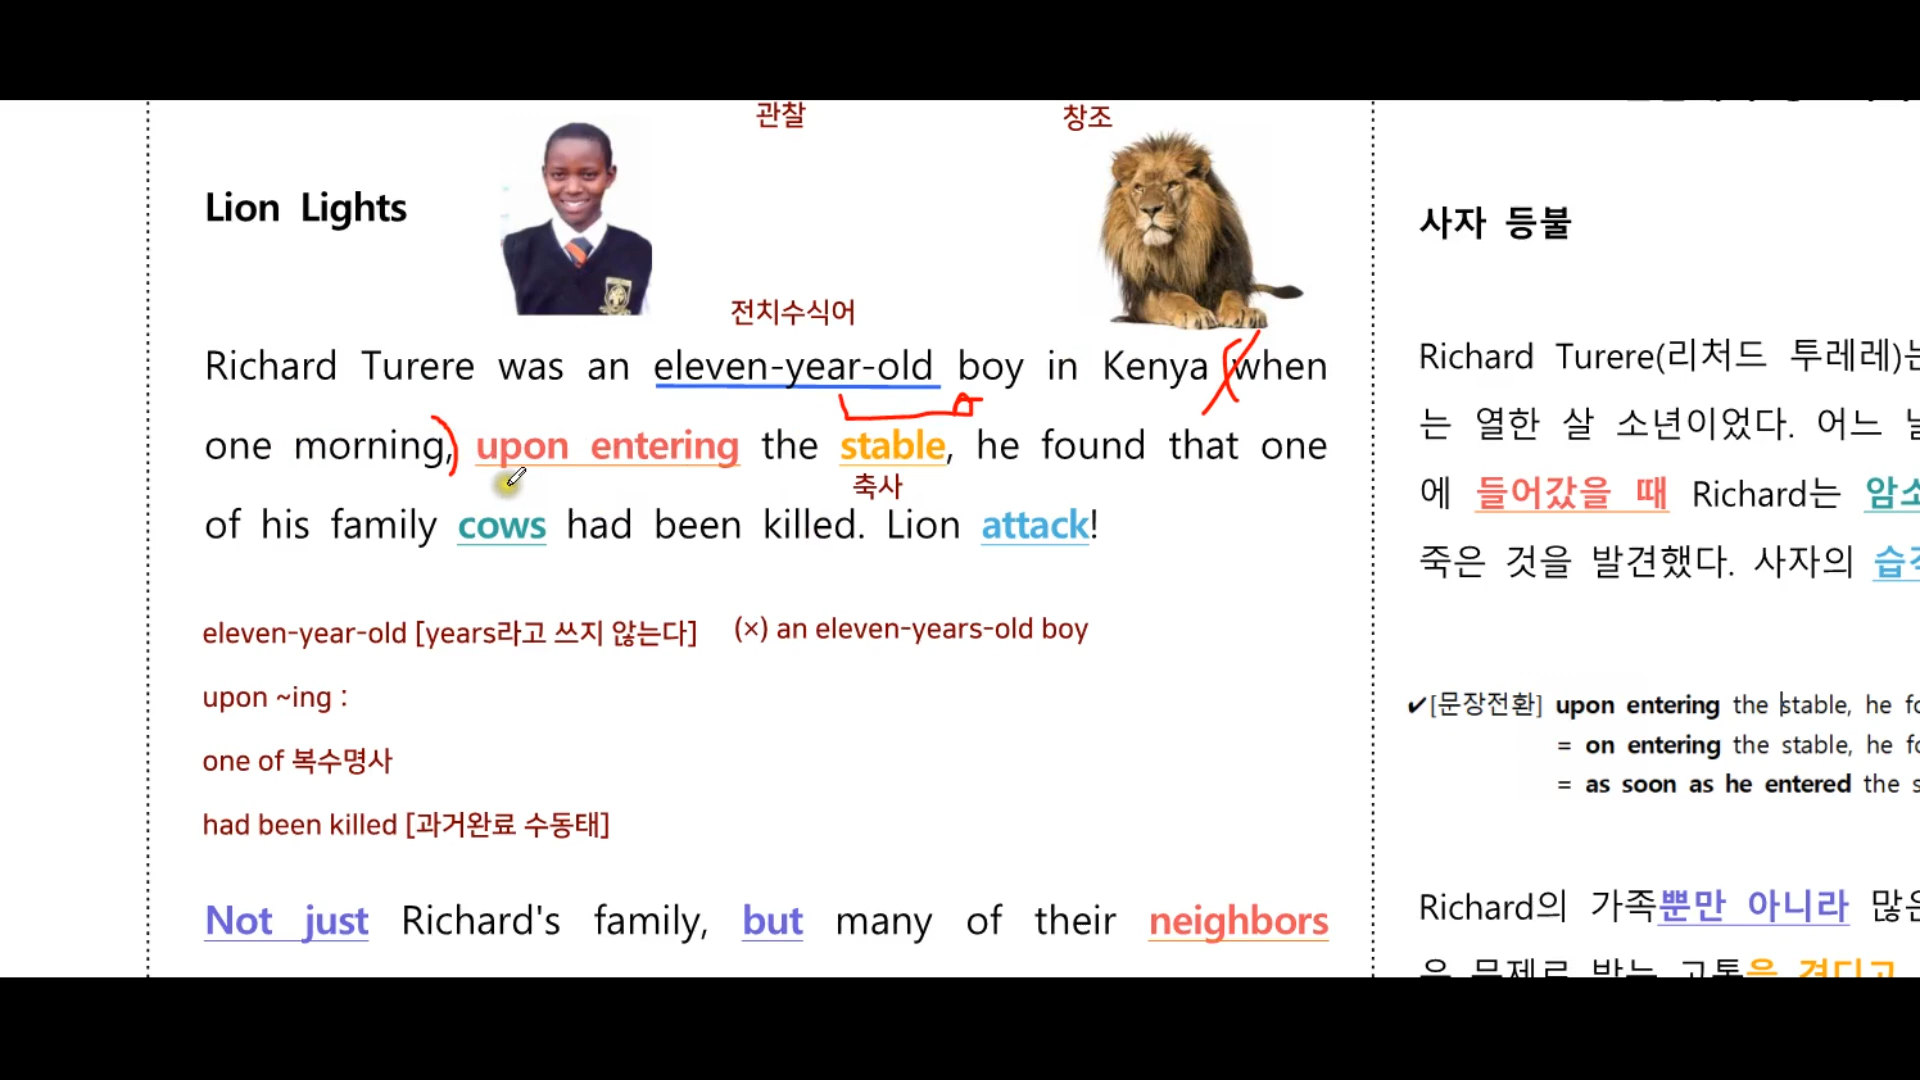 관찰 창조
Lion Lights
전치수식어
Richard Turere was an eleven-year-old boy in Kenya when
one morning, upon entering the stable, he found that one
축사
of his family cows had been killed. Lion attack!
eleven-year-old [years라고 쓰지 않는다] (×) an eleven-years-old boy
upon ~ing :
one of 복수명사
had been killed [과거완료 수동태]
Not just Richard's family, but many of their neighbors
사자 등불
Richard Turere(리처드 투레레)는
는 열한 살 소년이었다. 어느
에 들어갔을 때 Richard는 암소
죽은 것을 발견했다. 사자의
✔[문장전환] upon entering the stable, he
= on entering the stable, he
= as soon as he entered the
Richard의 가족뿐만 아니라 많은